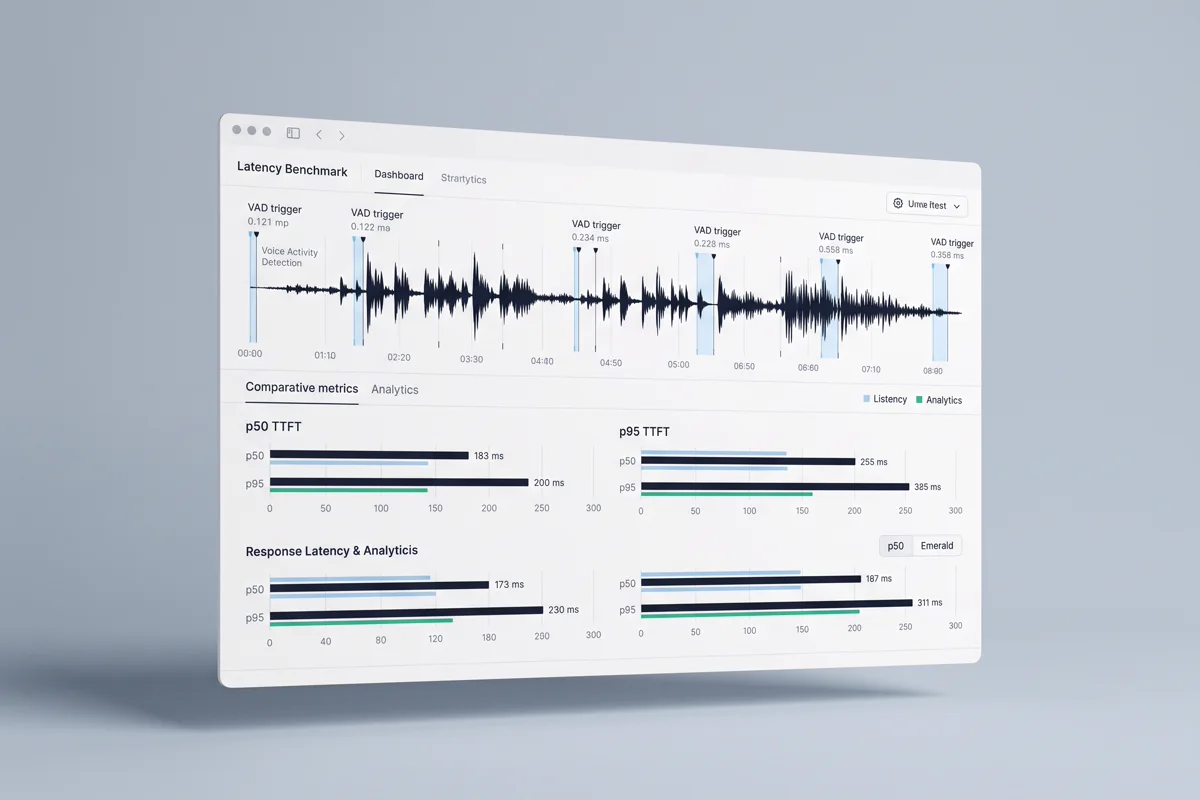 Latency Benchmark
Dashboard
Strartytics
VAD trigger
0.121 mp
VAD trigger
0.122 ms
VAD trigger
0.234 ms
VAD trigger
0.228 ms
VAD trigger
0.558 ms
VAD trigger
0.358 ms
Voice Activity
Detection
00:00 01:10 02:20 03:30 04:40 04:50 05:00 06:50 06:60 07:10 08:00
Comparative metrics
Analytics
Listency
Analytics
p50 TTFT
p50 183 ms
p95 200 ms
0 50 100 150 200 250 300
p95 TTFT
p50 255 ms
p95 385 ms
0 50 100 150 200 250 300
Response Latency & Analyticis
p50 Emerald
p50 173 ms
p95 230 ms
0 40 80 120 180 200 300
p50 187 ms
p95 311 ms
0 50 100 150 200 250 300